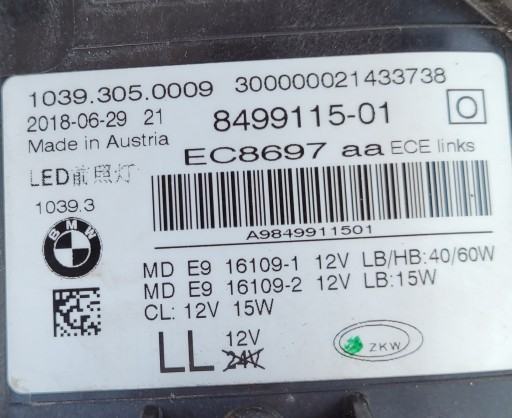 1039.305.0009 300000021433738
2018-06-29 21 8499115-01
Made in Austria
EC8697 aa ECE links
LED前照灯
1039.3
A9849911501
BMW
MD E9 16109-1 12V LB/HB:40/60W
MD E9 16109-2 12V LB:15W
CL: 12V 15W
LL 12V
24V
ZKW